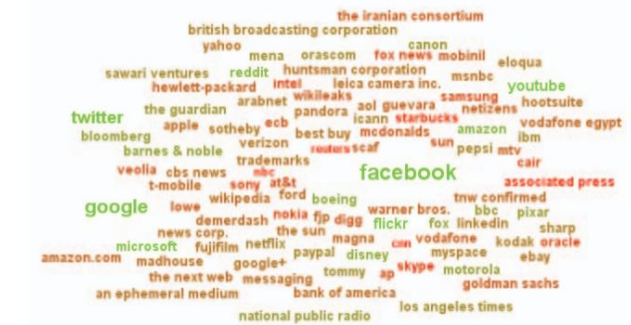 the iranian consortium
british broadcasting corporation
yahoo canon
mena orascom fox news mobinil
eloqua
sawari ventures reddit huntsman corporation msnbc
hewlett-packard intel leica camera inc. youtube
wikileaks samsung
arabnet aol guevara netizens hootsuite
the guardian pandora
twitter icann starbucks vodafone egypt
apple sotheby ecb amazon
bloomberg best buy mcdonalds ibm
verizon sun
barnes & noble reuters scaf pepsi mtv
trademarks cair
veolia cbs news nbc facebook
t-mobile sony at&t associated press
wikipedia ford boeing tnw confirmed
google lowe warner bros. bbc pixar
nokia fjp digg
demerdash flickr fox linkedin
news corp. the sun sharp
magna cnn vodafone kodak oracle
microsoft fujifilm netflix
paypal disney myspace ebay
amazon.com madhouse google+
skype motorola
the next web messaging tommy ap
goldman sachs
an ephemeral medium bank of america
los angeles times
national public radio